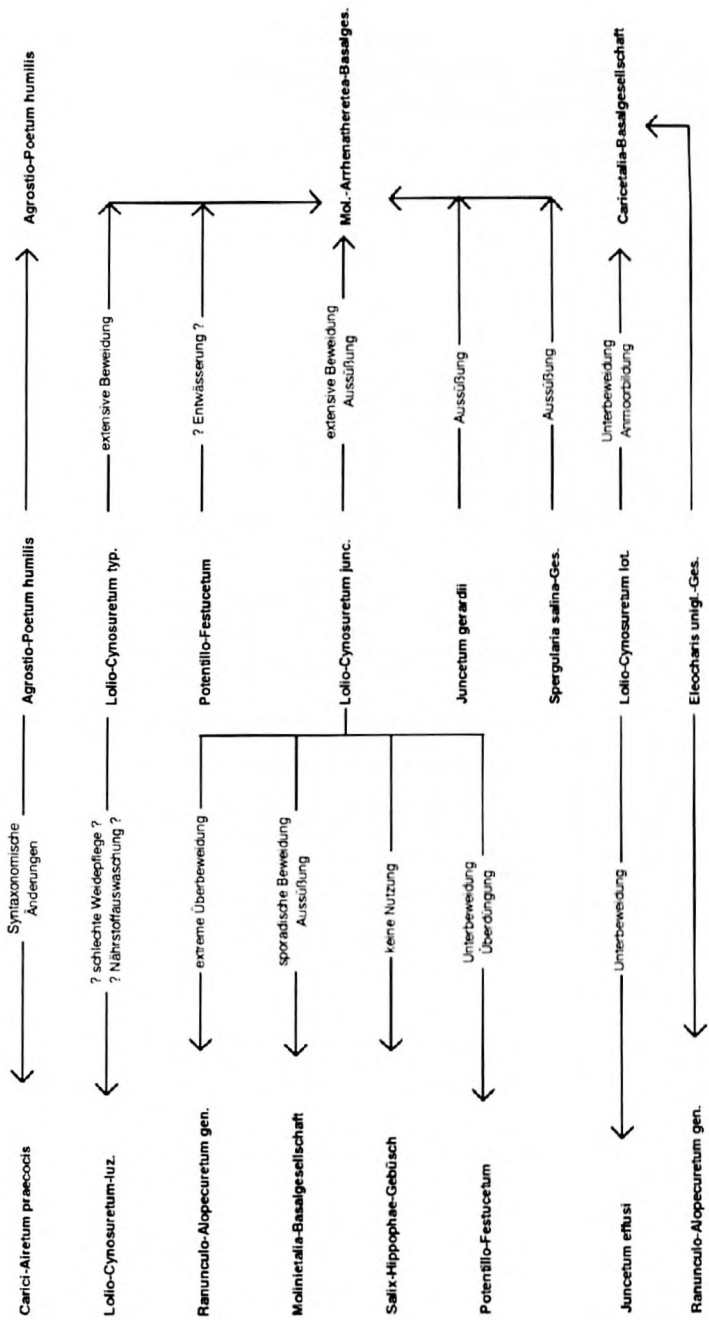 Carici-Airetum praecocis
Syntaxonomische
Änderungen
Agrostio-Poetum humilis
Agrostio-Poetum humilis
Lolio-Cynosuretum-luz.
? schlechte Weidepflege ?
? Nährstoffauswaschung ?
Lolio-Cynosuretum typ.
extensive Beweidung
Ranunculo-Alopecuretum gen.
extreme Überbeweidung
Potentillo-Festucetum
? Entwässerung ?
Molinietalia-Basalgesellschaft
sporadische Beweidung
Aussüßung
Lolio-Cynosuretum junc.
extensive Beweidung
Aussüßung
Mol.-Arrhenatheretea-Basalges.
Salix-Hippophae-Gebüsch
keine Nutzung
Juncetum gerardii
Aussüßung
Potentillo-Festucetum
Unterbeweidung
Überdüngung
Spergularia salina-Ges.
Aussüßung
Juncetum effusi
Unterbeweidung
Lolio-Cynosuretum lot.
Unterbeweidung
Anmoorbildung
Caricetalia-Basalgesellschaft
Ranunculo-Alopecuretum gen.
Eleocharis unigl.-Ges.